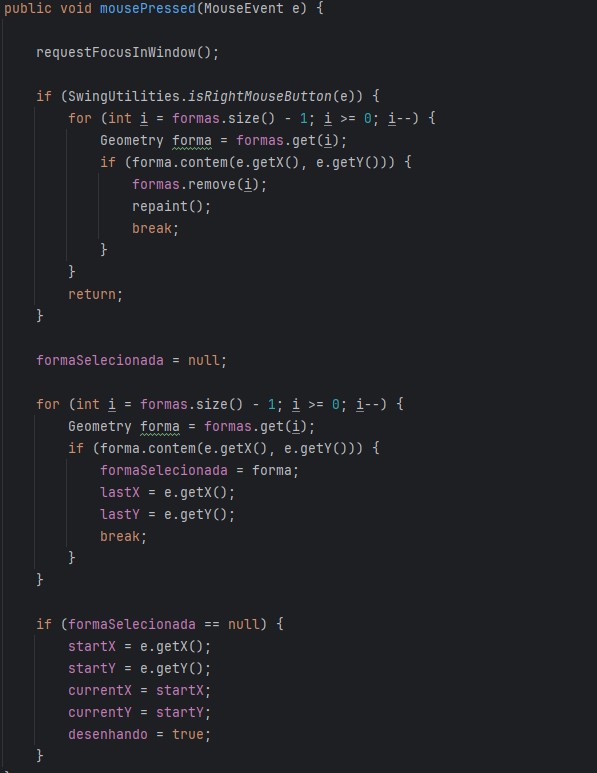 public void mousePressed(MouseEvent e) {
requestFocusInWindow();
if (SwingUtilities.isRightMouseButton(e)) {
for (int i = formas.size() - 1; i >= 0; i--) {
Geometry forma = formas.get(i);
if (forma.contem(e.getX(), e.getY())) {
formas.remove(i);
repaint();
break;
}
}
return;
}
formaSelecionada = null;
for (int i = formas.size() - 1; i >= 0; i--) {
Geometry forma = formas.get(i);
if (forma.contem(e.getX(), e.getY())) {
formaSelecionada = forma;
lastX = e.getX();
lastY = e.getY();
break;
}
}
if (formaSelecionada == null) {
startX = e.getX();
startY = e.getY();
currentX = startX;
currentY = startY;
desenhando = true;
}